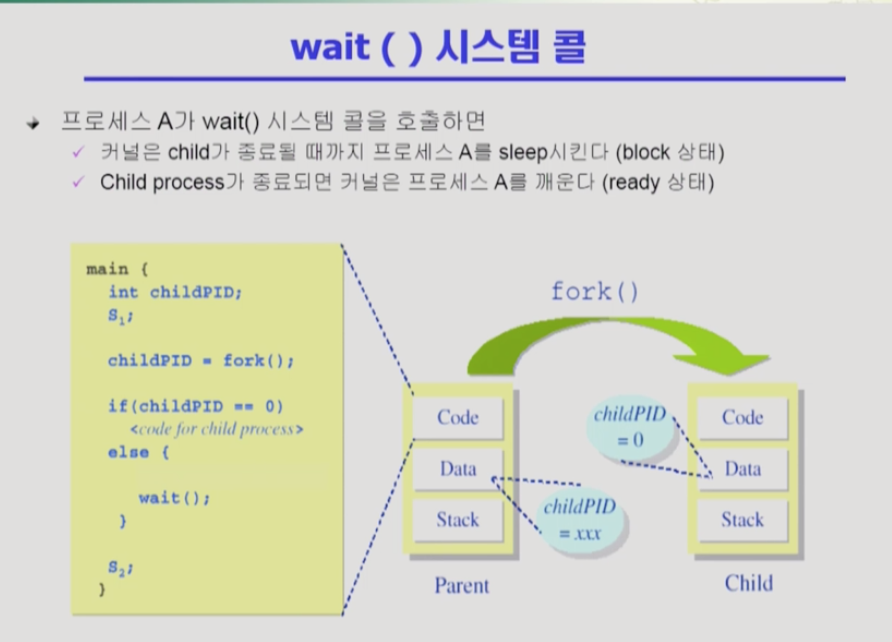 wait ( ) 시스템 콜
프로세스 A가 wait() 시스템 콜을 호출하면
커널은 child가 종료될 때까지 프로세스 A를 sleep시킨다 (block 상태)
Child process가 종료되면 커널은 프로세스 A를 깨운다 (ready 상태)
main {
int childPID;
S₁;
childPID = fork();
if(childPID == 0)
<code for child process>
else {
wait();
}
S₂;
}
fork()
Code
Data
Stack
Parent
childPID
= xxx
childPID
= 0
Code
Data
Stack
Child